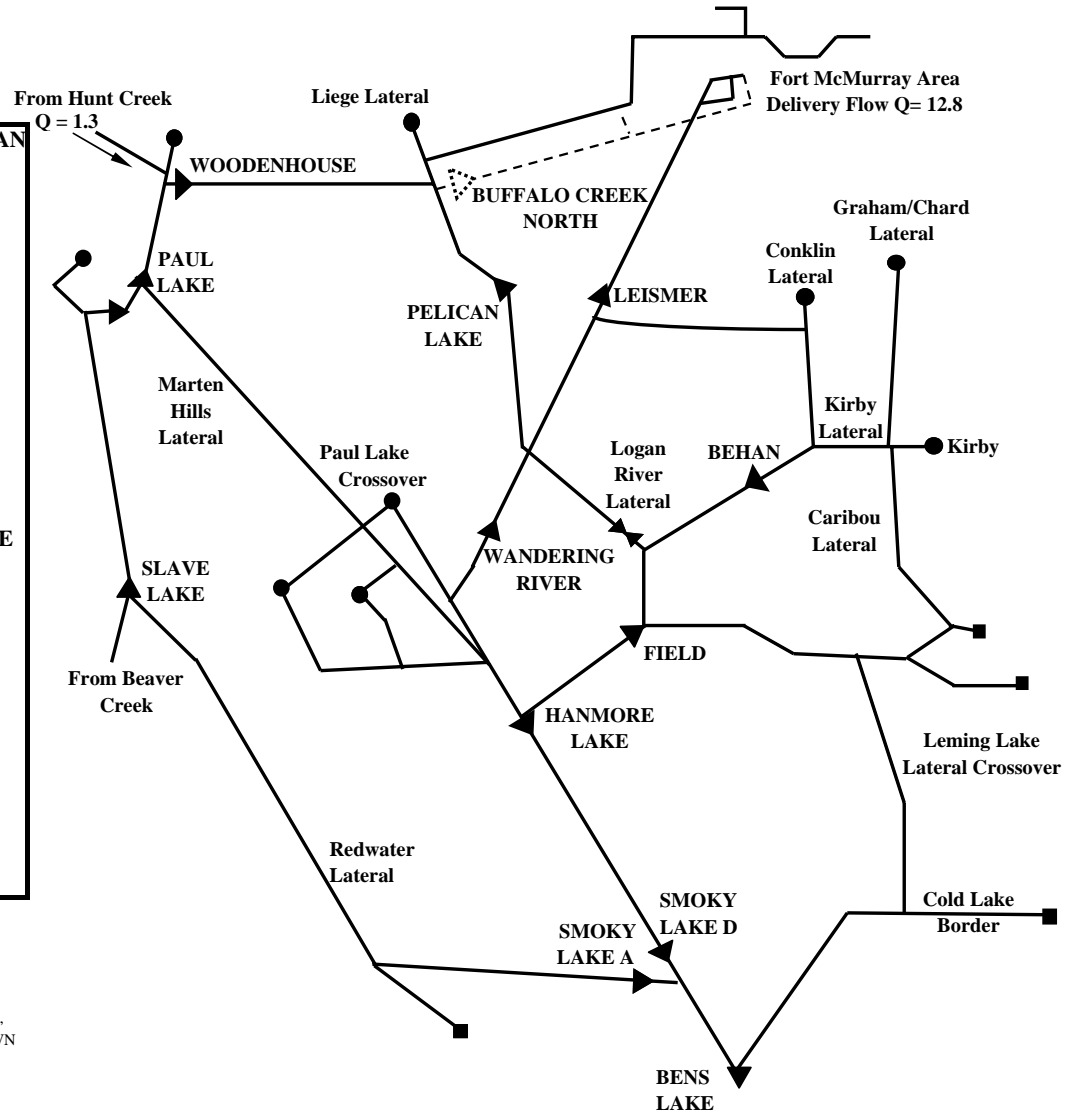 Fort McMurray Area
Delivery Flow Q= 12.8
From Hunt Creek
Q = 1.3
Liege Lateral
AN
WOODENHOUSE
BUFFALO CREEK
NORTH
Graham/Chard
Lateral
Conklin
Lateral
PAUL
LAKE
LEISMER
PELICAN
LAKE
Marten
Hills
Lateral
Kirby
Lateral
Kirby
Paul Lake
Crossover
Logan
River
Lateral
BEHAN
Caribou
Lateral
E
WANDERING
RIVER
SLAVE
LAKE
FIELD
From Beaver
Creek
HANMORE
LAKE
Leming Lake
Lateral Crossover
Redwater
Lateral
SMOKY
LAKE D
SMOKY
LAKE A
Cold Lake
Border
,
WN
BENS
LAKE